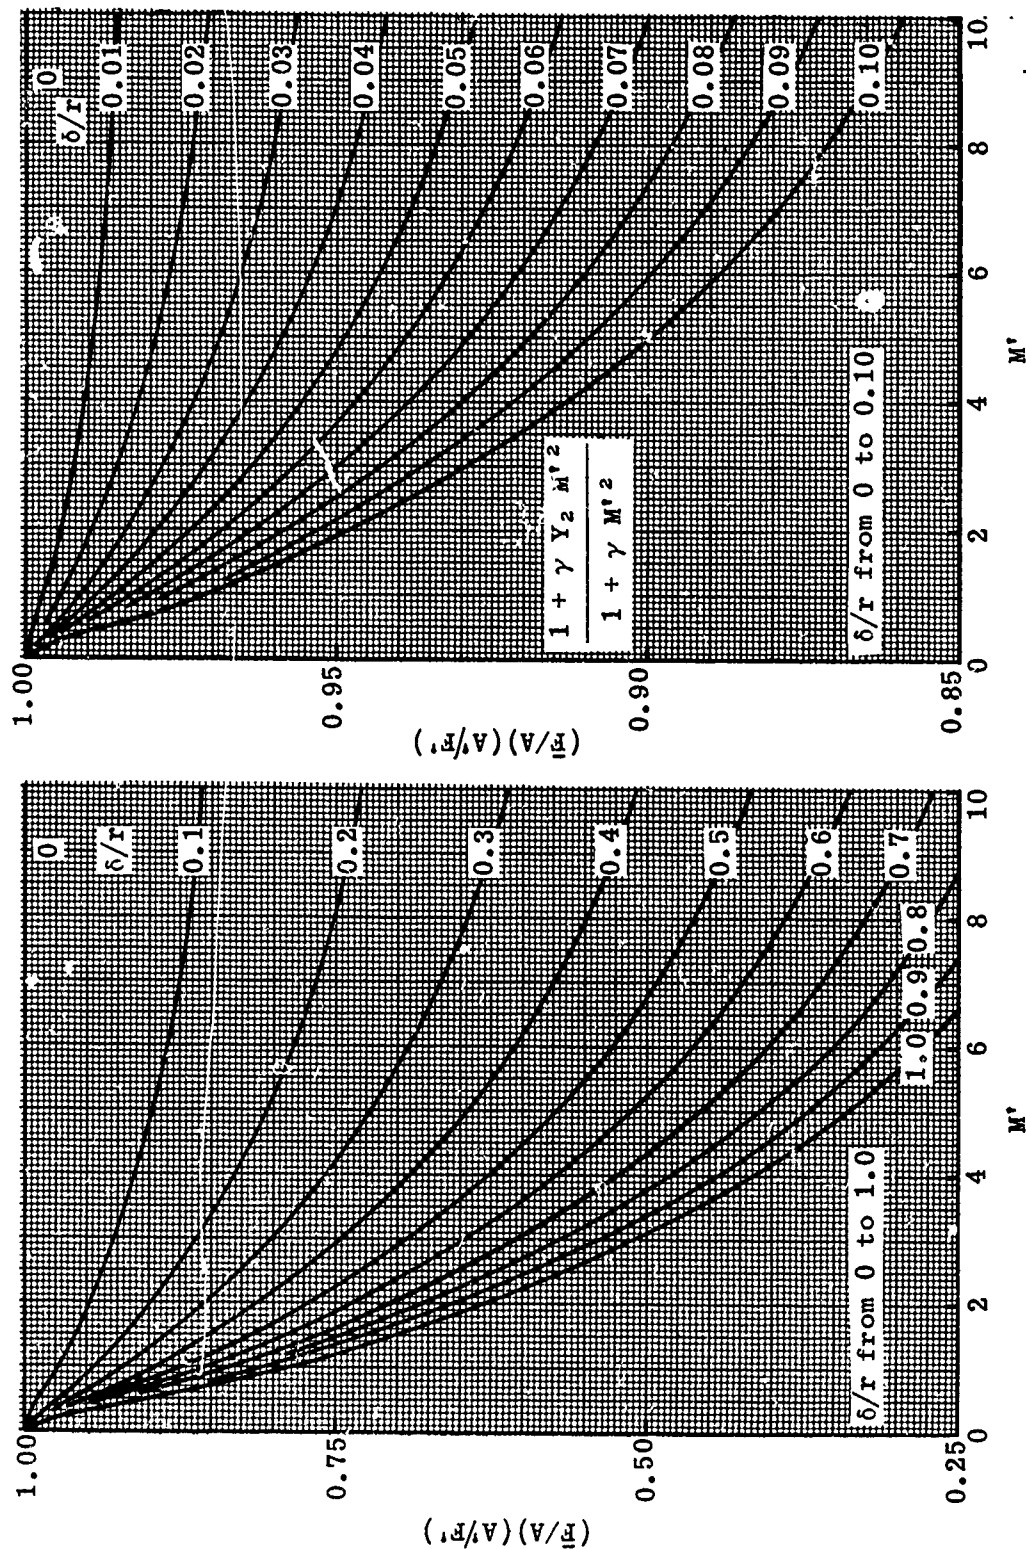 1.00
0.75
0.50
0.25
(F̄/A)(A'/F')
0
δ/r
0.1
0.2
0.3
0.4
0.5
0.6
0.7
1.0 0.9 0.8
δ/r from 0 to 1.0
0 2 4 6 8 10
M'
1.00
0.95
0.90
0.85
(F̄/A)(A'/F')
0
δ/r
0.01
0.02
0.03
0.04
0.05
0.06
0.07
0.08
0.09
0.10
1 + γ Y₂ M'²
1 + γ M'²
δ/r from 0 to 0.10
0 2 4 6 8 10.
M'